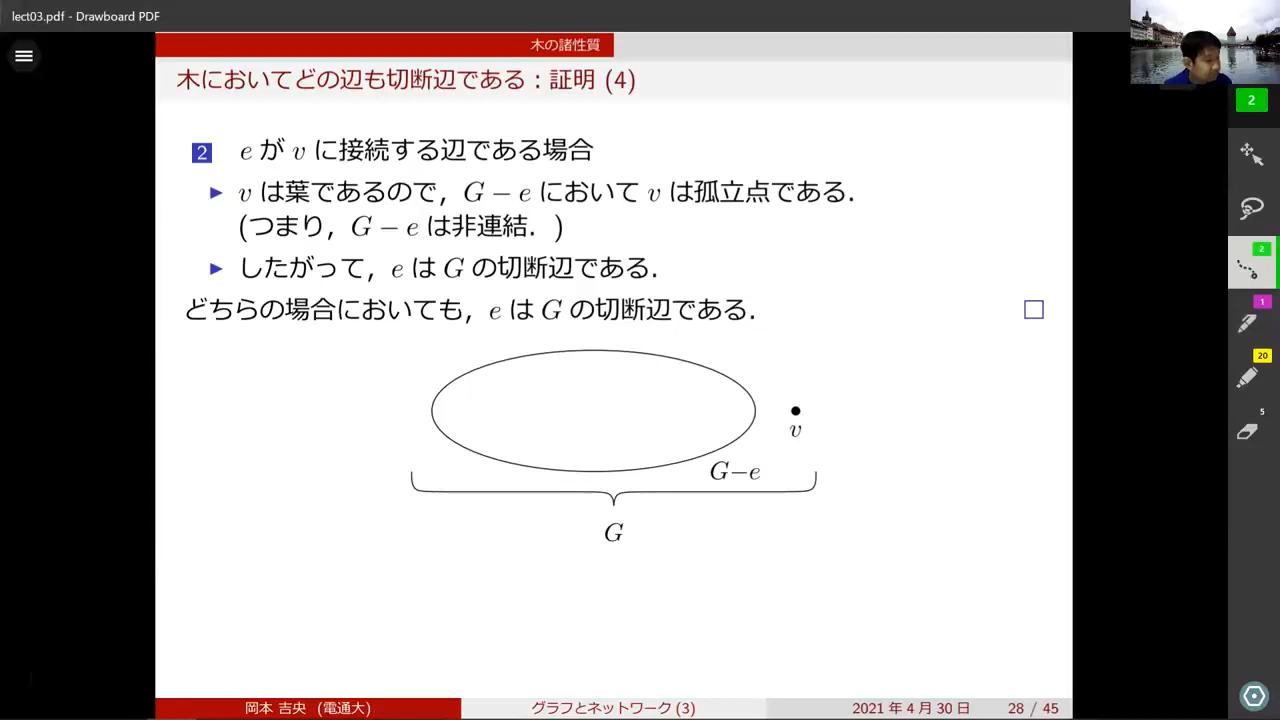 lect03.pdf - Drawboard PDF
木の諸性質
木においてどの辺も切断辺である：証明 (4)
2
2 e が v に接続する辺である場合
▶ v は葉であるので，G − e において v は孤立点である．
(つまり，G − e は非連結．)
2
▶ したがって，e は G の切断辺である．
1
どちらの場合においても，e は G の切断辺である．
20
v
5
G−e
G
岡本 吉央 (電通大)
グラフとネットワーク (3)
2021 年 4 月 30 日
28 / 45